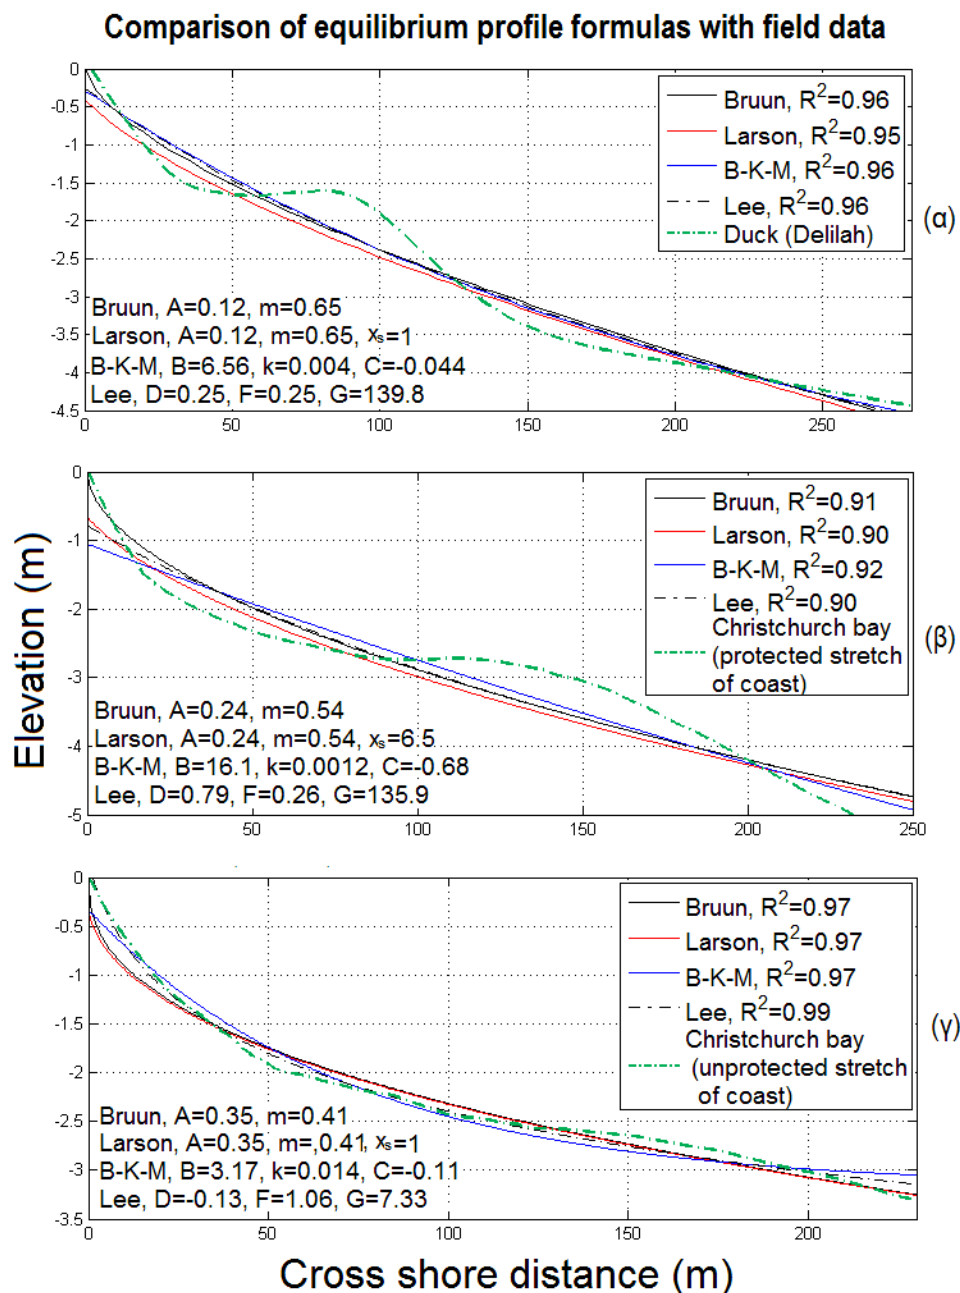 Comparison of equilibrium profile formulas with field data
0
-0.5
-1
-1.5
-2
-2.5
-3
-3.5
-4
-4.5
0
50
100
150
200
250
Bruun, R²=0.96
Larson, R²=0.95
B-K-M, R²=0.96
Lee, R²=0.96
Duck (Delilah)
(α)
Bruun, A=0.12, m=0.65
Larson, A=0.12, m=0.65, xₛ=1
B-K-M, B=6.56, k=0.004, C=-0.044
Lee, D=0.25, F=0.25, G=139.8
Elevation (m)
0
-1
-2
-3
-4
-5
0
50
100
150
200
250
Bruun, R²=0.91
Larson, R²=0.90
B-K-M, R²=0.92
Lee, R²=0.90
Christchurch bay
(protected stretch
of coast)
(β)
Bruun, A=0.24, m=0.54
Larson, A=0.24, m=0.54, xₛ=6.5
B-K-M, B=16.1, k=0.0012, C=-0.68
Lee, D=0.79, F=0.26, G=135.9
0
-0.5
-1
-1.5
-2
-2.5
-3
-3.5
0
50
100
150
200
Bruun, R²=0.97
Larson, R²=0.97
B-K-M, R²=0.97
Lee, R²=0.99
Christchurch bay
(unprotected stretch
of coast)
(γ)
Bruun, A=0.35, m=0.41
Larson, A=0.35, m=,0.41, xₛ=1
B-K-M, B=3.17, k=0.014, C=-0.11
Lee, D=-0.13, F=1.06, G=7.33
Cross shore distance (m)